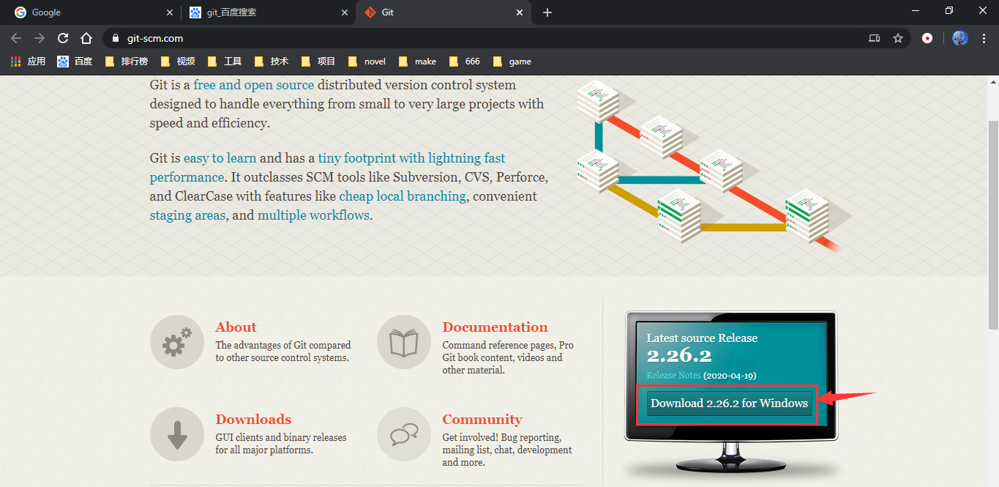 Google
git_百度搜索
Git
git-scm.com
应用
百度
排行榜
视频
工具
技术
项目
novel
make
666
game
Git is a free and open source distributed version control system
designed to handle everything from small to very large projects with
speed and efficiency.
Git is easy to learn and has a tiny footprint with lightning fast
performance. It outclasses SCM tools like Subversion, CVS, Perforce,
and ClearCase with features like cheap local branching, convenient
staging areas, and multiple workflows.
About
The advantages of Git compared
to other source control systems.
Documentation
Command reference pages, Pro
Git book content, videos and
other material.
Downloads
GUI clients and binary releases
for all major platforms.
Community
Get involved! Bug reporting,
mailing list, chat, development
and more.
Latest source Release
2.26.2
Release Notes (2020-04-19)
Download 2.26.2 for Windows